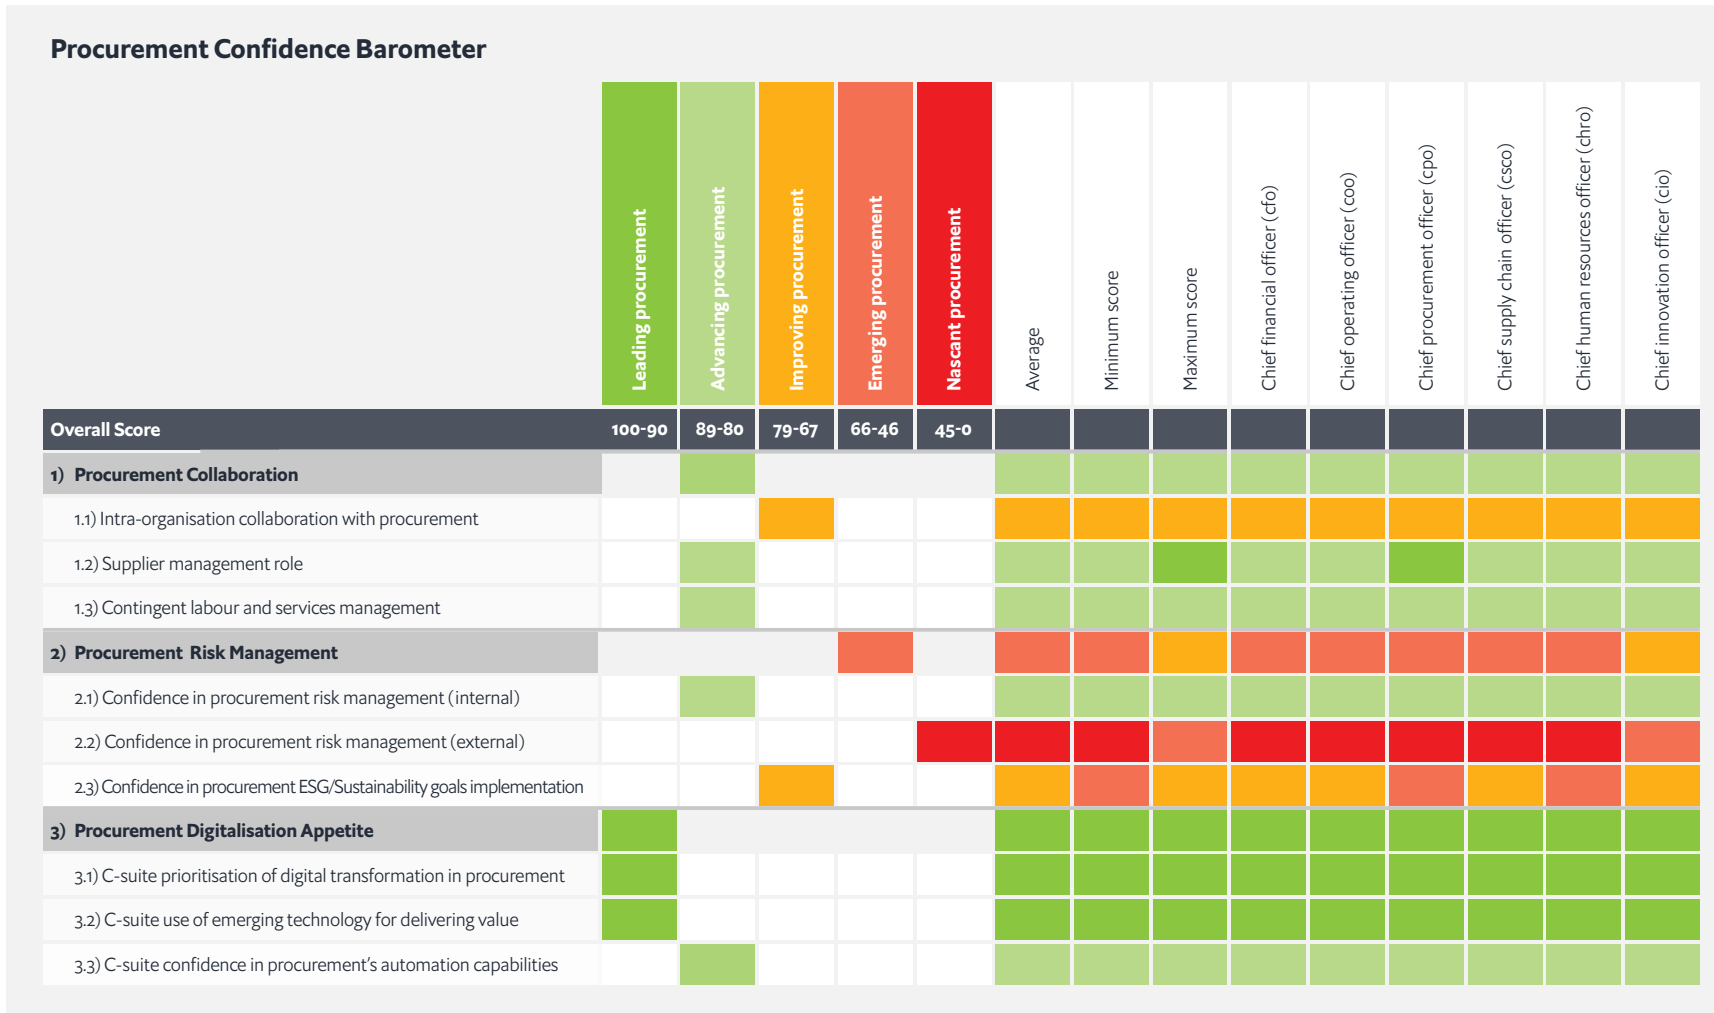 Procurement Confidence Barometer
Leading procurement
Advancing procurement
Improving procurement
Emerging procurement
Nascant procurement
Average
Minimum score
Maximum score
Chief financial officer (cfo)
Chief operating officer (coo)
Chief procurement officer (cpo)
Chief supply chain officer (csco)
Chief human resources officer (chro)
Chief innovation officer (cio)
Overall Score 100-90 89-80 79-67 66-46 45-0
1) Procurement Collaboration
1.1) Intra-organisation collaboration with procurement
1.2) Supplier management role
1.3) Contingent labour and services management
2) Procurement Risk Management
2.1) Confidence in procurement risk management (internal)
2.2) Confidence in procurement risk management (external)
2.3) Confidence in procurement ESG/Sustainability goals implementation
3) Procurement Digitalisation Appetite
3.1) C-suite prioritisation of digital transformation in procurement
3.2) C-suite use of emerging technology for delivering value
3.3) C-suite confidence in procurement's automation capabilities